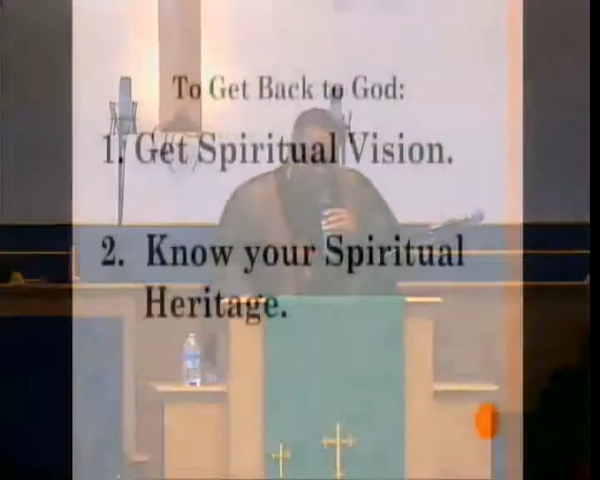 To Get Back to God:
1. Get Spiritual Vision.
2. Know your Spiritual
Heritage.